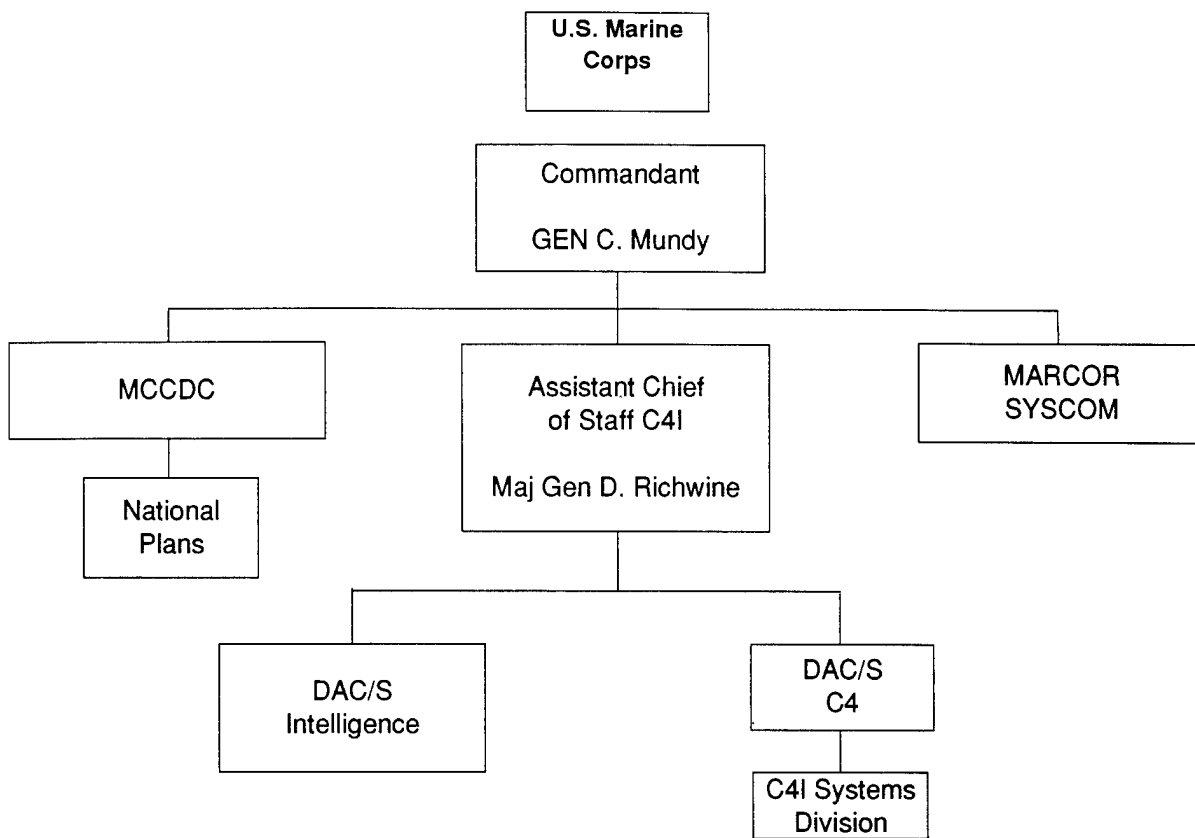 U.S. Marine
Corps
Commandant
GEN C. Mundy
MCCDC
Assistant Chief
of Staff C4I
Maj Gen D. Richwine
MARCOR
SYSCOM
National
Plans
DAC/S
Intelligence
DAC/S
C4
C4I Systems
Division